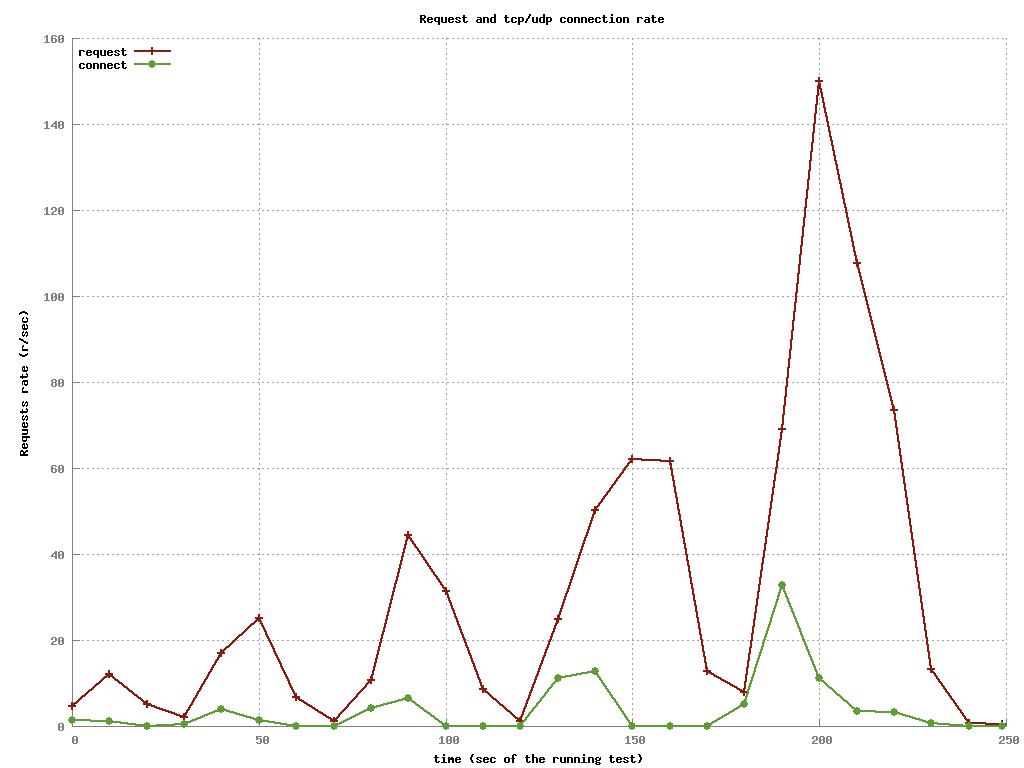 Request and tcp/udp connection rate
160
request
connect
140
120
100
Requests rate (r/sec)
80
60
40
20
0
0 50 100 150 200 250
time (sec of the running test)